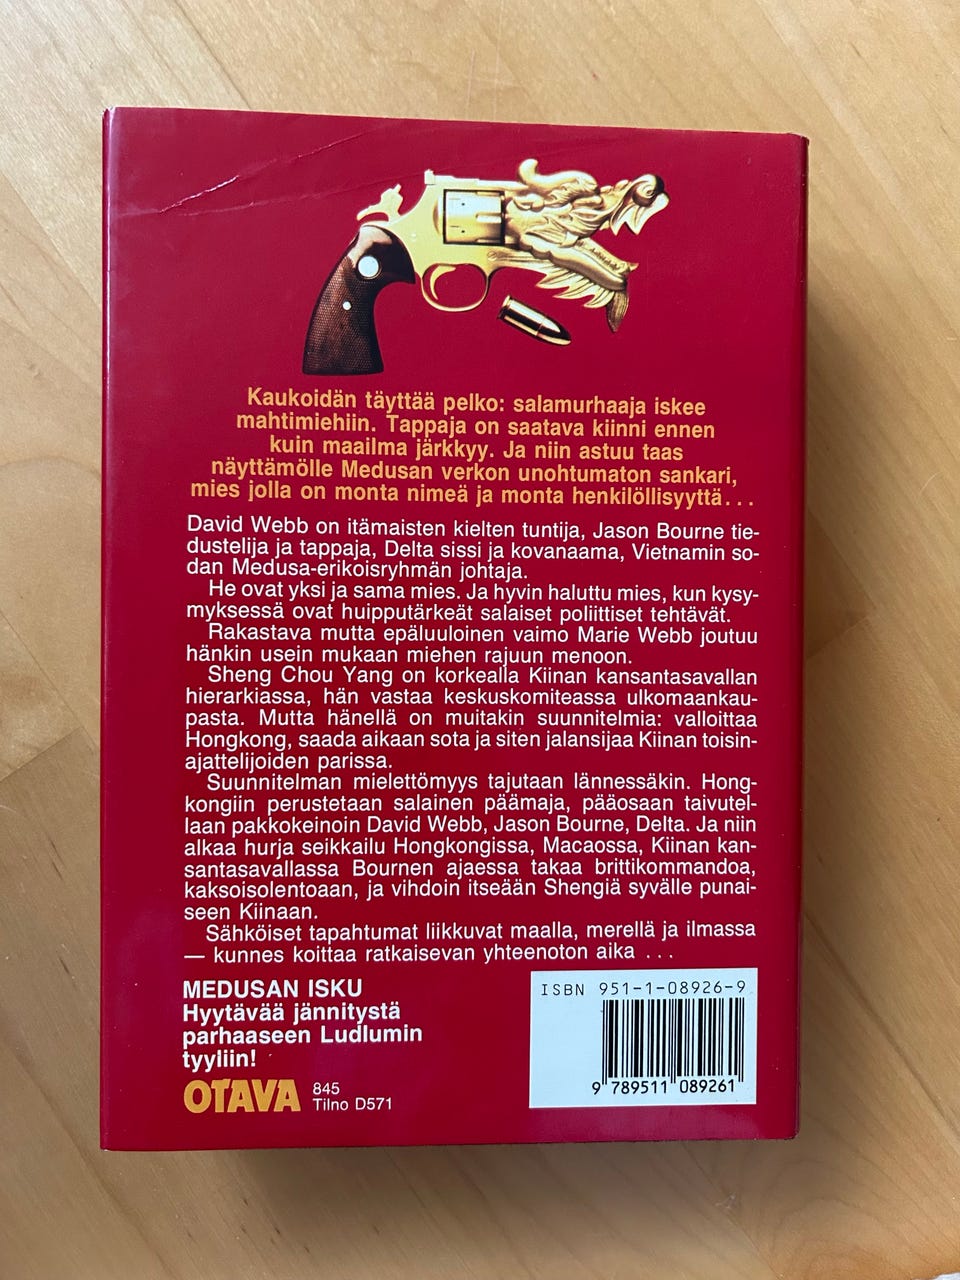 Kaukoidän täyttää pelko: salamurhaaja iskee
mahtimiehiin. Tappaja on saatava kiinni ennen
kuin maailma järkkyy. Ja niin astuu taas
näyttämölle Medusan verkon unohtumaton sankari,
mies jolla on monta nimeä ja monta henkilöllisyyttä...
David Webb on itämaisten kielten tuntija, Jason Bourne tie-
dustelija ja tappaja, Delta sissi ja kovanaama, Vietnamin so-
dan Medusa-erikoisryhmän johtaja.
He ovat yksi ja sama mies. Ja hyvin haluttu mies, kun kysy-
myksessä ovat huipputärkeät salaiset poliittiset tehtävät.
Rakastava mutta epäluuloinen vaimo Marie Webb joutuu
hänkin usein mukaan miehen rajuun menoon.
Sheng Chou Yang on korkealla Kiinan kansantasavallan
hierarkiassa, hän vastaa keskuskomiteassa ulkomaankau-
pasta. Mutta hänellä on muitakin suunnitelmia: valloittaa
Hongkong, saada aikaan sota ja siten jalansijaa Kiinan toisin-
ajattelijoiden parissa.
Suunnitelman mielettömyys tajutaan lännessäkin. Hong-
kongiin perustetaan salainen päämaja, pääosaan taivutel-
laan pakkokeinoin David Webb, Jason Bourne, Delta. Ja niin
alkaa hurja seikkailu Hongkongissa, Macaossa, Kiinan kan-
santasavallassa Bournen ajaessa takaa brittikommandoa,
kaksoisolentoaan, ja vihdoin itseään Shengiä syvälle punai-
seen Kiinaan.
Sähköiset tapahtumat liikkuvat maalla, merellä ja ilmassa
— kunnes koittaa ratkaisevan yhteenoton aika ...
MEDUSAN ISKU
Hyytävää jännitystä
parhaaseen Ludlumin
tyyliin!
OTAVA
845
Tilno D571
ISBN 951-1-08926-9
9 789511 089261